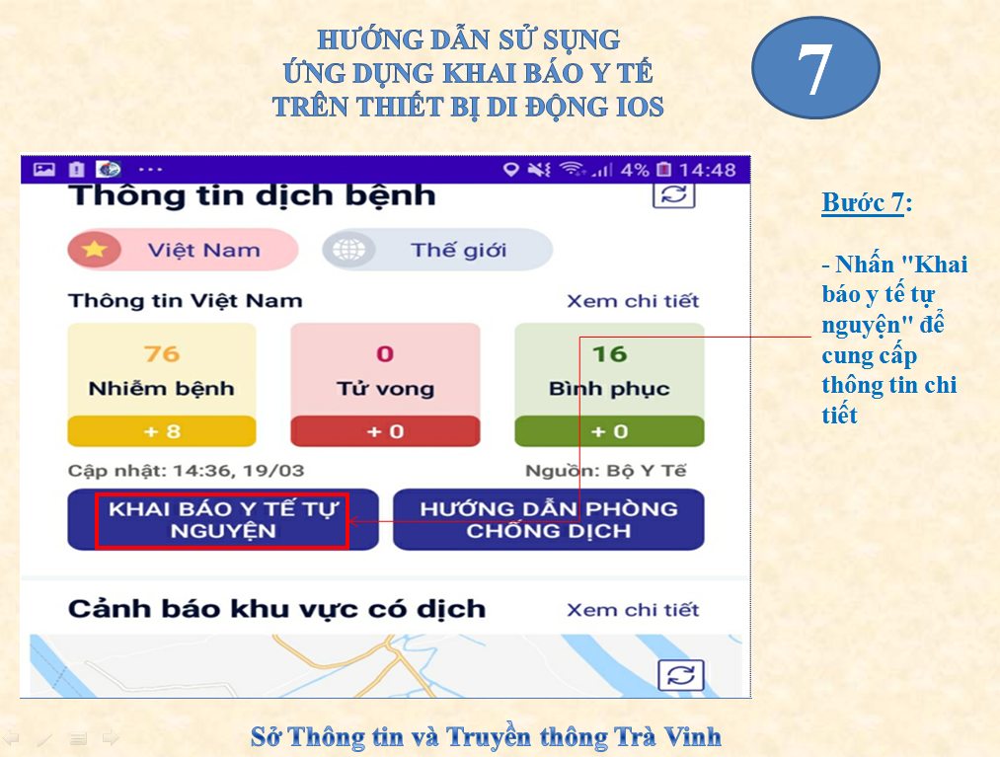 HƯỚNG DẪN SỬ SỤNG
ỨNG DỤNG KHAI BÁO Y TẾ
TRÊN THIẾT BỊ DI ĐỘNG IOS
7
4% 14:48
Thông tin dịch bệnh
Việt Nam
Thế giới
Thông tin Việt Nam
Xem chi tiết
76
Nhiễm bệnh
+ 8
0
Tử vong
+ 0
16
Bình phục
+ 0
Cập nhật: 14:36, 19/03
Nguồn: Bộ Y Tế
KHAI BÁO Y TẾ TỰ
NGUYỆN
HƯỚNG DẪN PHÒNG
CHỐNG DỊCH
Cảnh báo khu vực có dịch
Xem chi tiết
Bước 7:
- Nhấn "Khai
báo y tế tự
nguyện" để
cung cấp
thông tin chi
tiết
Sở Thông tin và Truyền thông Trà Vinh